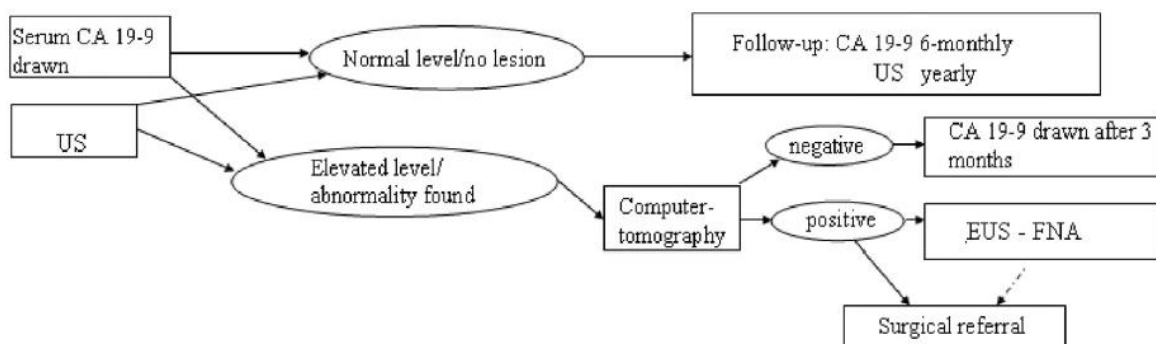 Serum CA 19-9
drawn
Normal level/no lesion
Follow-up: CA 19-9 6-monthly
US yearly
US
Elevated level/
abnormality found
Computer-
tomography
negative
CA 19-9 drawn after 3
months
positive
EUS - FNA
Surgical referral